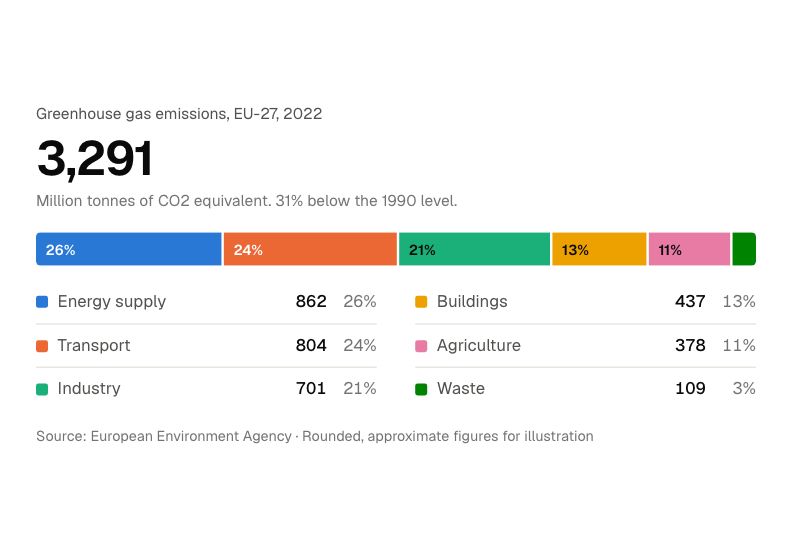 Greenhouse gas emissions, EU-27, 2022
3,291
Million tonnes of CO2 equivalent. 31% below the 1990 level.
26% 24% 21% 13% 11%
Energy supply 862 26%
Transport 804 24%
Industry 701 21%
Buildings 437 13%
Agriculture 378 11%
Waste 109 3%
Source: European Environment Agency · Rounded, approximate figures for illustration